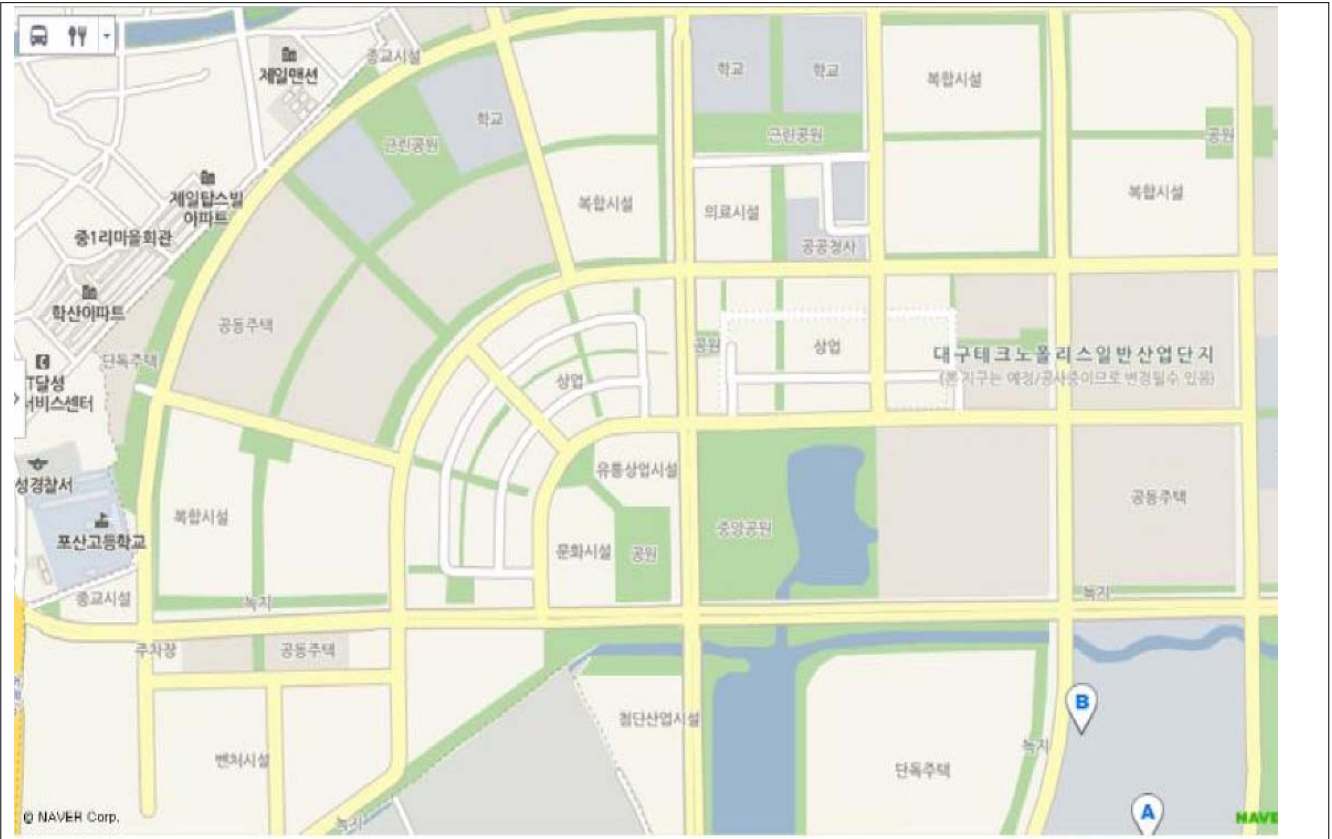 종교시설
제일맨션
학교
학교
복합시설
학교
근린공원
근린공원
공원
제일탑스빌
아파트
복합시설
의료시설
복합시설
중1리마을회관
공공청사
학산아파트
공동주택
단독주택
공원
상업
대구테크노폴리스일반산업단지
(본 지구는 예정/공사중이므로 변경될수 있음)
상업
T달성
서비스센터
유통상업시설
성경찰서
공동주택
복합시설
중앙공원
포산고등학교
문화시설
공원
종교시설
녹지
녹지
주차장
공동주택
B
첨단산업시설
녹지
벤처시설
단독주택
A
© NAVER Corp.
녹지
NAVE